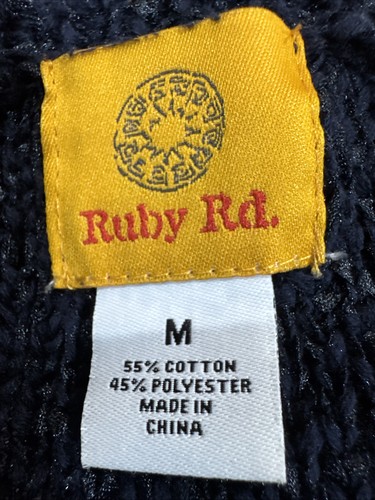 Ruby Rd.
M
55% COTTON
45% POLYESTER
MADE IN
CHINA